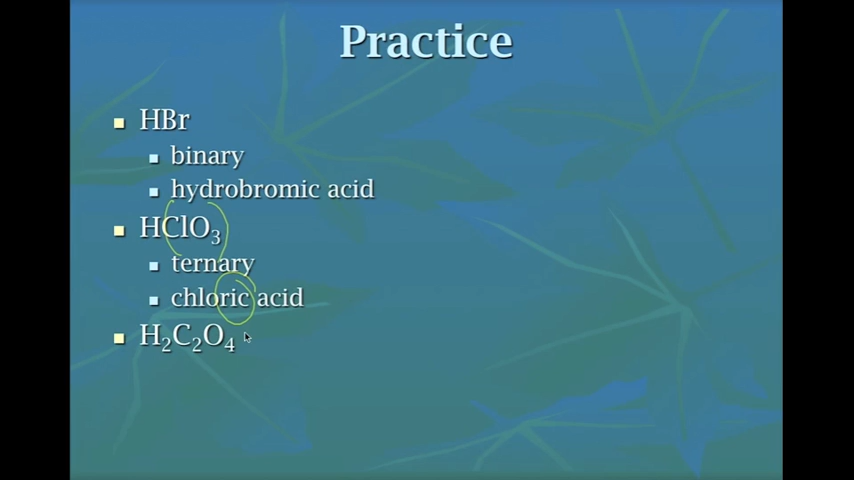 Practice
HBr
binary
hydrobromic acid
HClO₃
ternary
chloric acid
H₂C₂O₄